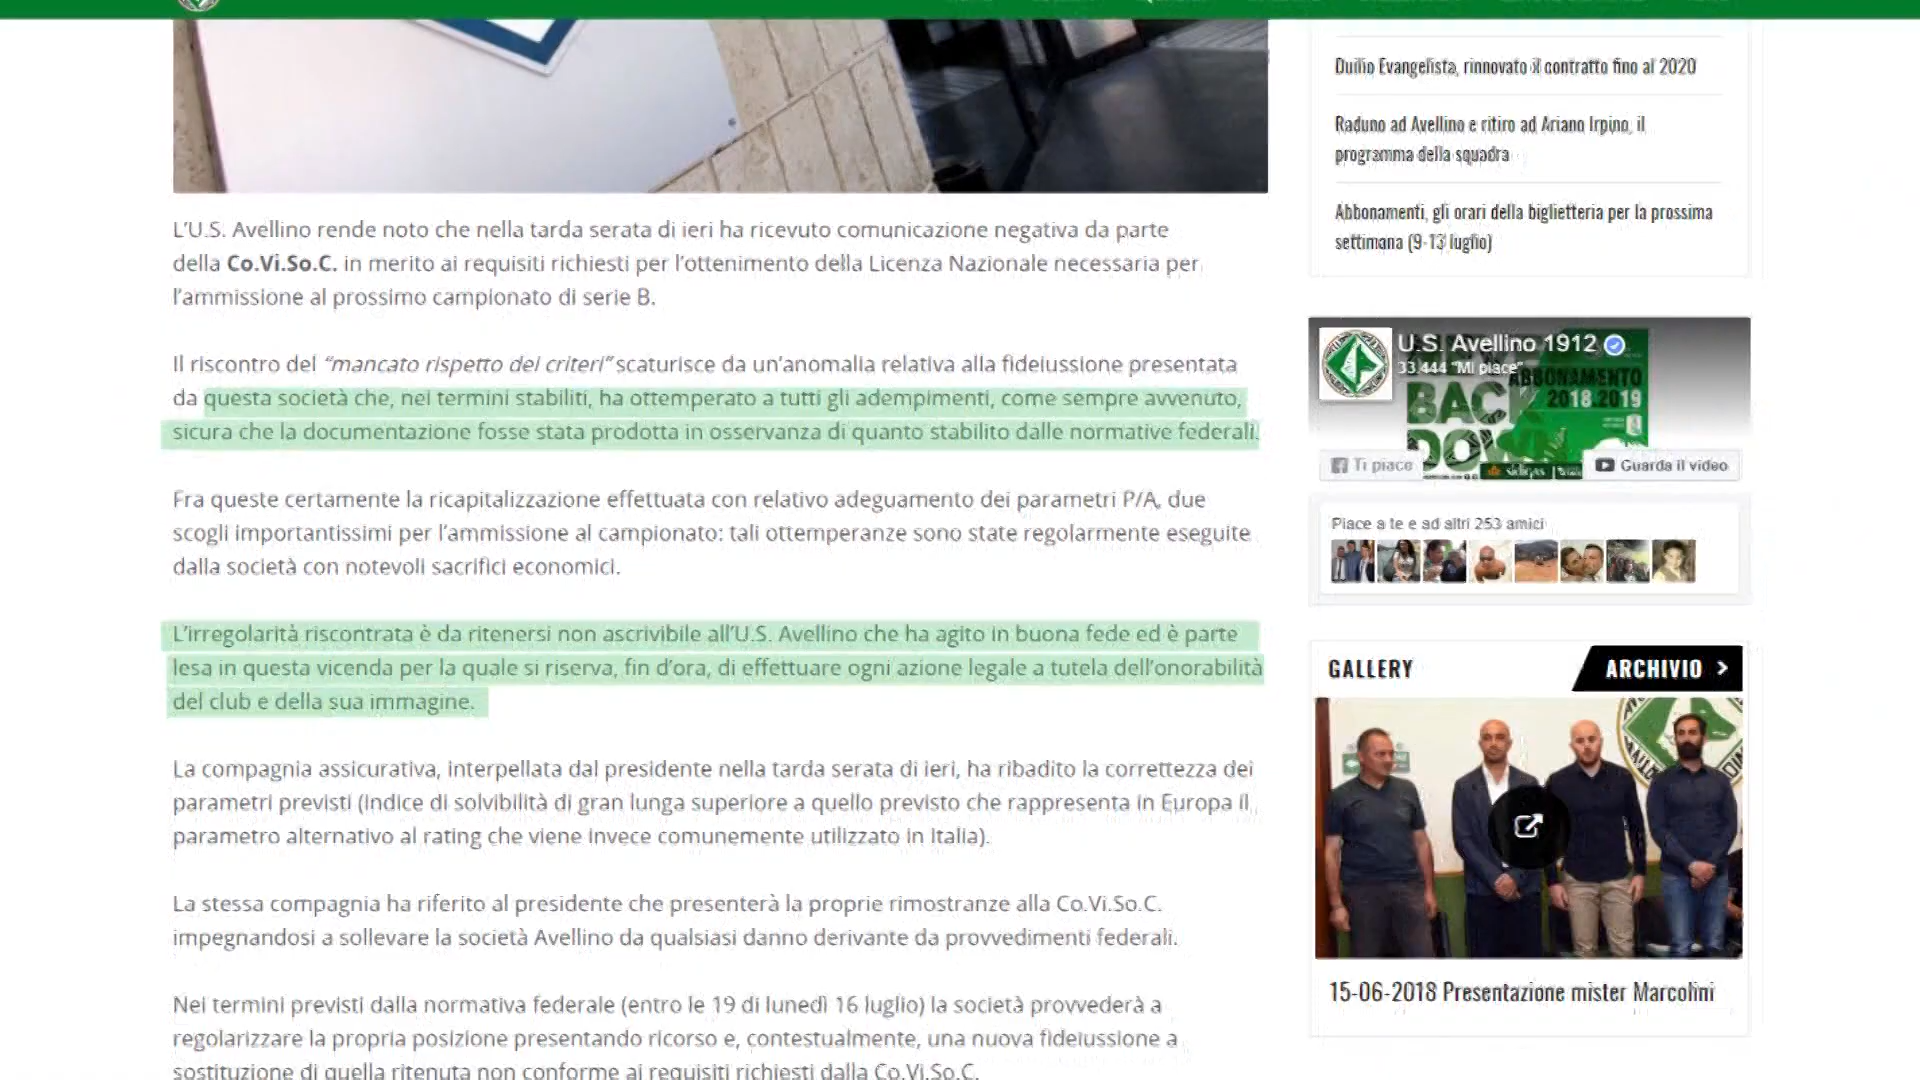 L'U.S. Avellino rende noto che nella tarda serata di ieri ha ricevuto comunicazione negativa da parte
della Co.Vi.So.C. in merito ai requisiti richiesti per l'ottenimento della Licenza Nazionale necessaria per
l'ammissione al prossimo campionato di serie B.
Il riscontro del “mancato rispetto dei criteri” scaturisce da un'anomalia relativa alla fideiussione presentata
da questa società che, nei termini stabiliti, ha ottemperato a tutti gli adempimenti, come sempre avvenuto,
sicura che la documentazione fosse stata prodotta in osservanza di quanto stabilito dalle normative federali.
Fra queste certamente la ricapitalizzazione effettuata con relativo adeguamento dei parametri P/A, due
scogli importantissimi per l'ammissione al campionato: tali ottemperanze sono state regolarmente eseguite
dalla società con notevoli sacrifici economici.
L'irregolarità riscontrata è da ritenersi non ascrivibile all'U.S. Avellino che ha agito in buona fede ed è parte
lesa in questa vicenda per la quale si riserva, fin d'ora, di effettuare ogni azione legale a tutela dell'onorabilità
del club e della sua immagine.
La compagnia assicurativa, interpellata dal presidente nella tarda serata di ieri, ha ribadito la correttezza dei
parametri previsti (indice di solvibilità di gran lunga superiore a quello previsto che rappresenta in Europa il
parametro alternativo al rating che viene invece comunemente utilizzato in Italia).
La stessa compagnia ha riferito al presidente che presenterà la proprie rimostranze alla Co.Vi.So.C.
impegnandosi a sollevare la società Avellino da qualsiasi danno derivante da provvedimenti federali.
Nei termini previsti dalla normativa federale (entro le 19 di lunedì 16 luglio) la società provvederà a
regolarizzare la propria posizione presentando ricorso e, contestualmente, una nuova fideiussione a
sostituzione di quella ritenuta non conforme ai requisiti richiesti dalla Co.Vi.So.C.
Duilio Evangelista, rinnovato il contratto fino al 2020
Raduno ad Avellino e ritiro ad Ariano Irpino, il
programma della squadra
Abbonamenti, gli orari della biglietteria per la prossima
settimana (9-13 luglio)
U.S. Avellino 1912
33.444 "Mi piace"
ABBONAMENTO
2018.2019
BACK
DOWN
Ti piace
Guarda il video
Piace a te e ad altri 253 amici
GALLERY
ARCHIVIO
15-06-2018 Presentazione mister Marcolini